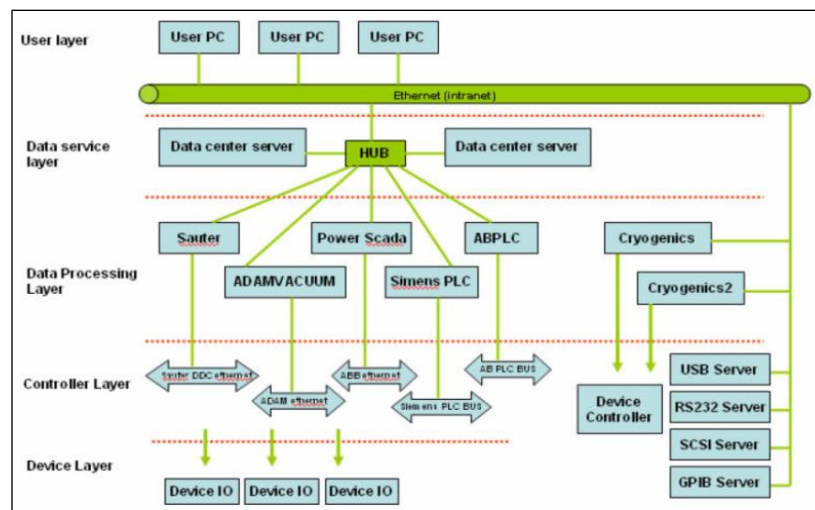 User layer
User PC
User PC
User PC
Ethernet (intranet)
Data service
layer
Data center server
HUB
Data center server
Sauter
Power Scada
ABPLC
Cryogenics
Data Processing
Layer
ADAMVACUUM
Simens PLC
Cryogenics2
Controller Layer
Sauter DDC ethernet
ADAM ethernet
ABB ethernet
Siemens PLC BUS
AB PLC BUS
Device
Controller
USB Server
RS232 Server
SCSI Server
GPIB Server
Device Layer
Device IO
Device IO
Device IO